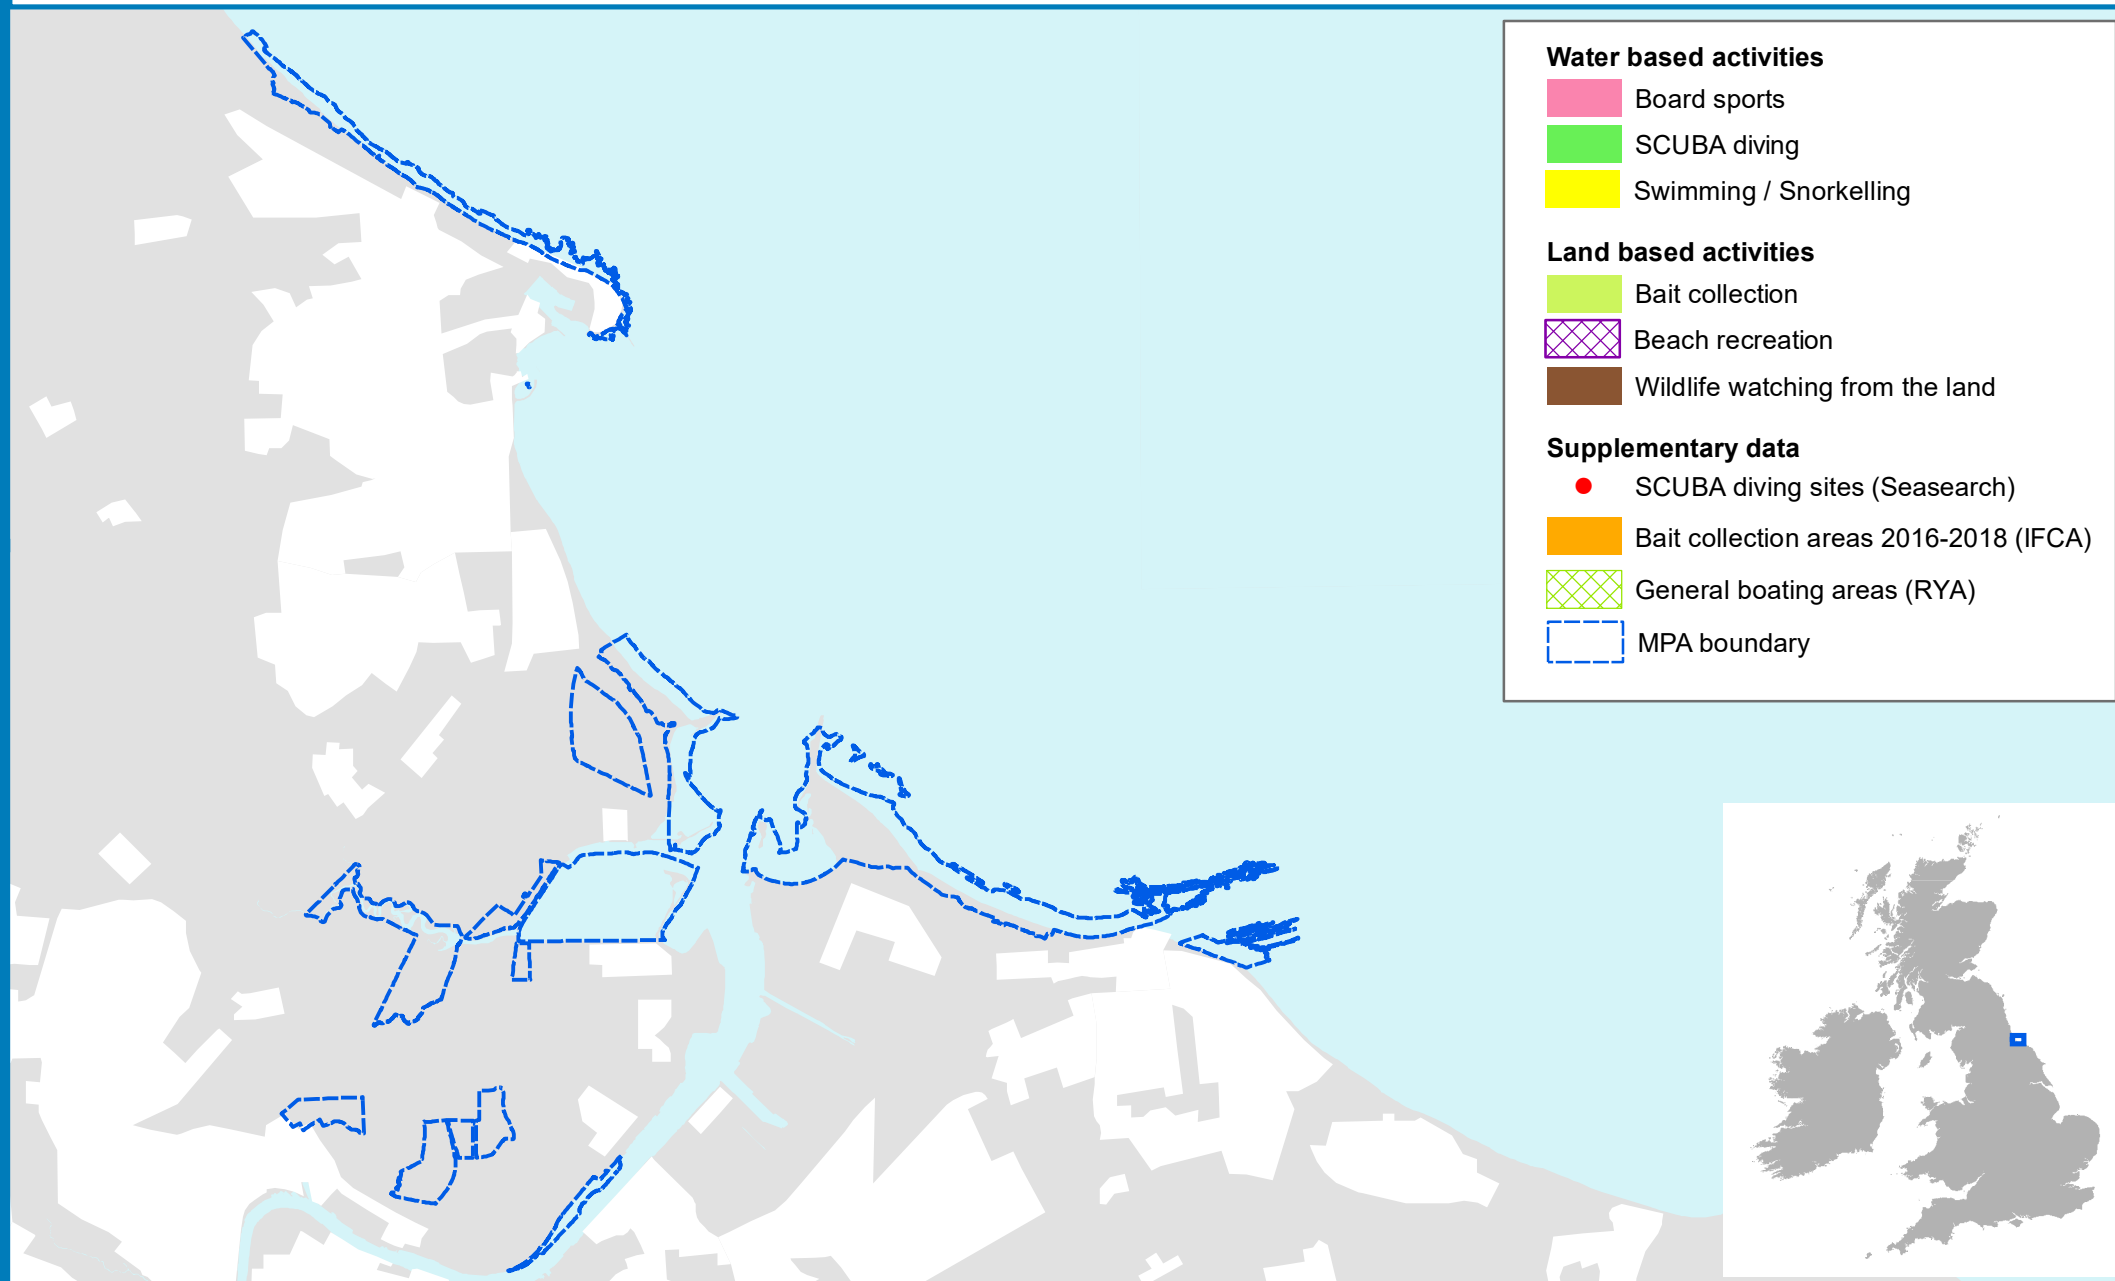 Water based activities
Board sports
SCUBA diving
Swimming / Snorkelling
Land based activities
Bait collection
Beach recreation
Wildlife watching from the land
Supplementary data
SCUBA diving sites (Seasearch)
Bait collection areas 2016-2018 (IFCA)
General boating areas (RYA)
MPA boundary